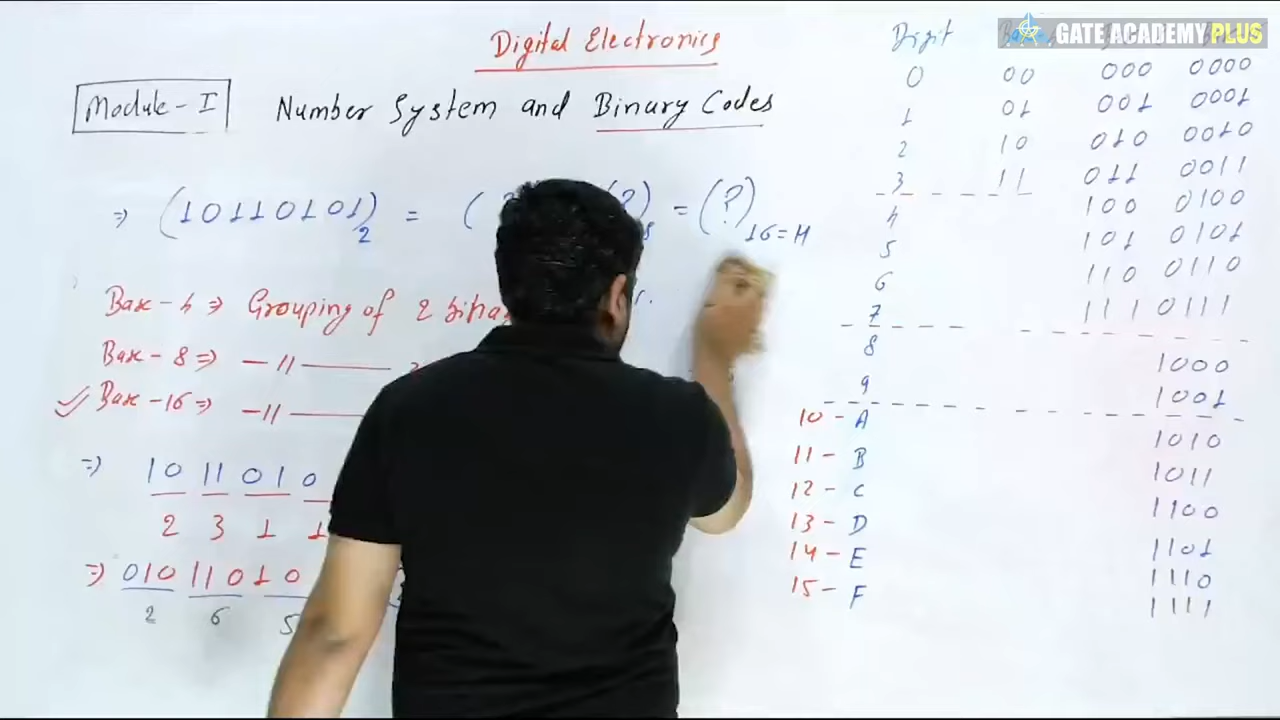 Digital Electronics
GATE ACADEMY PLUS
Module-I Number System and Binary Codes
⇒ (10110101)2 = ( )8 = (?)16=H
Base-4 ⇒ Grouping of 2 bits
Base-8 ⇒ —11———
Base-16 ⇒ —11———
⇒ 10 11 01 0
2 3 1 1
⇒ 010 110 10
2 6 5
Digit
0 00 000 0000
1 01 001 0001
2 10 010 0010
3 11 011 0011
4 100 0100
5 101 0101
6 110 0110
7 111 0111
8 1000
9 1001
10 - A 1010
11 - B 1011
12 - C 1100
13 - D 1101
14 - E 1110
15 - F 1111